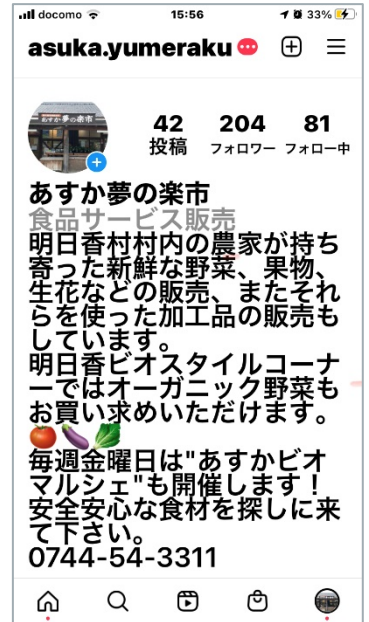 docomo 15:56 33%
asuka.yumeraku
42 204 81
投稿 フォロワー フォロー中
あすか夢の楽市
あすか夢の楽市
食品サービス販売
明日香村村内の農家が持ち
寄った新鮮な野菜、果物、
生花などの販売、またそれ
らを使った加工品の販売も
しています。
明日香ビオスタイルコーナ
ーではオーガニック野菜も
お買い求めいただけます。
🍅🍆🥬
毎週金曜日は"あすかビオ
マルシェ"も開催します！
安全安心な食材を探しに来
て下さい。
0744-54-3311